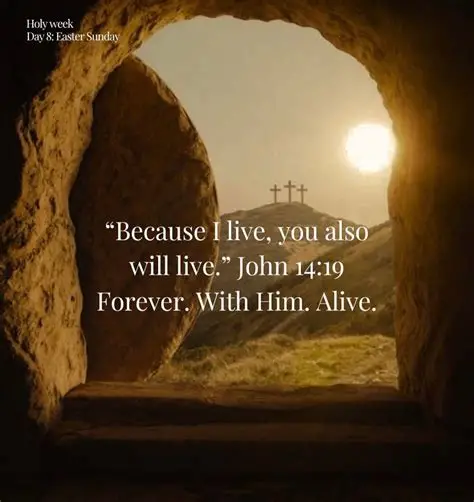 Holy week
Day 8: Easter Sunday
“Because I live, you also
will live.” John 14:19
Forever. With Him. Alive.